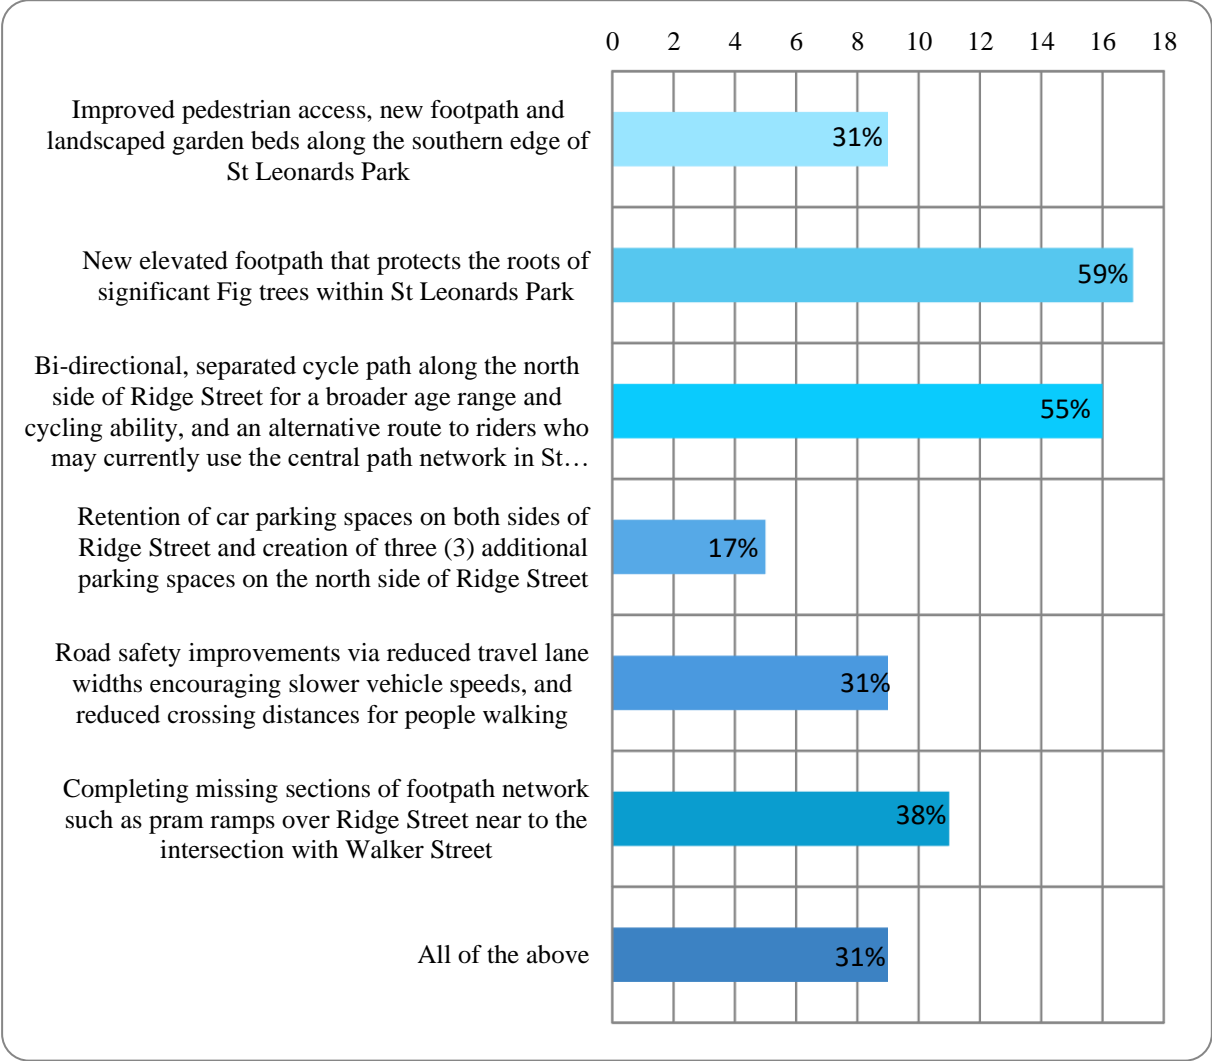 0 2 4 6 8 10 12 14 16 18
Improved pedestrian access, new footpath and
landscaped garden beds along the southern edge of
St Leonards Park
31%
New elevated footpath that protects the roots of
significant Fig trees within St Leonards Park
59%
Bi-directional, separated cycle path along the north
side of Ridge Street for a broader age range and
cycling ability, and an alternative route to riders who
may currently use the central path network in St…
55%
Retention of car parking spaces on both sides of
Ridge Street and creation of three (3) additional
parking spaces on the north side of Ridge Street
17%
Road safety improvements via reduced travel lane
widths encouraging slower vehicle speeds, and
reduced crossing distances for people walking
31%
Completing missing sections of footpath network
such as pram ramps over Ridge Street near to the
intersection with Walker Street
38%
All of the above
31%